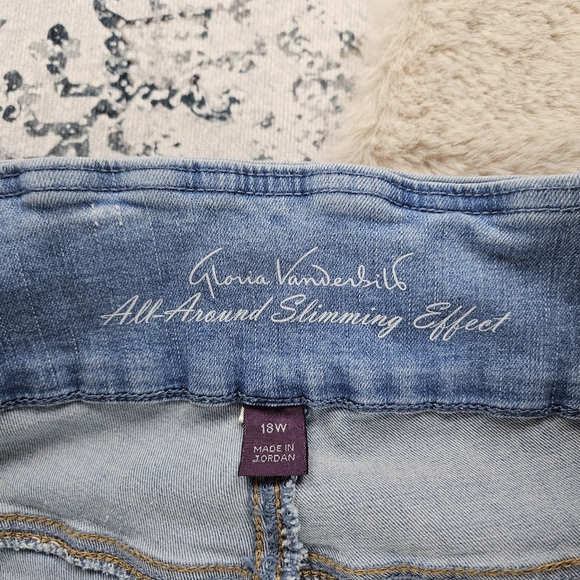 Gloria Vanderbilt
All-Around Slimming Effect
18W
MADE IN
JORDAN